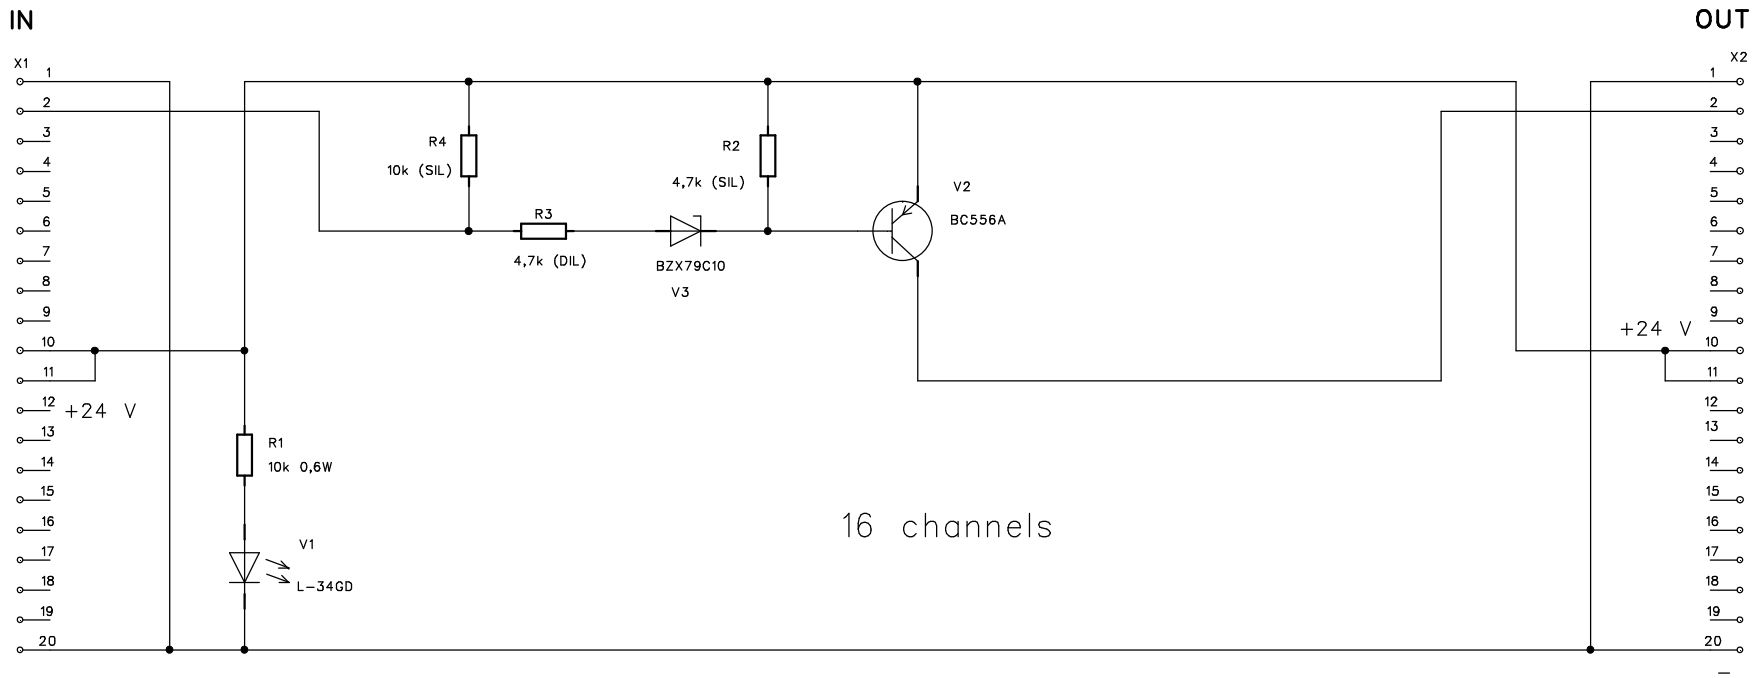 IN
OUT
X1
X2
1
1
2
2
3
3
R4
R2
4
10k (SIL)
4,7k (SIL)
4
5
V2
5
6
R3
BC556A
6
7
4,7k (DIL)
BZX79C10
7
8
V3
8
9
9
+24 V
10
10
11
11
12
+24 V
12
13
R1
13
14
10k 0,6W
14
15
15
16
16 channels
16
17
V1
17
18
L-34GD
18
19
19
20
20